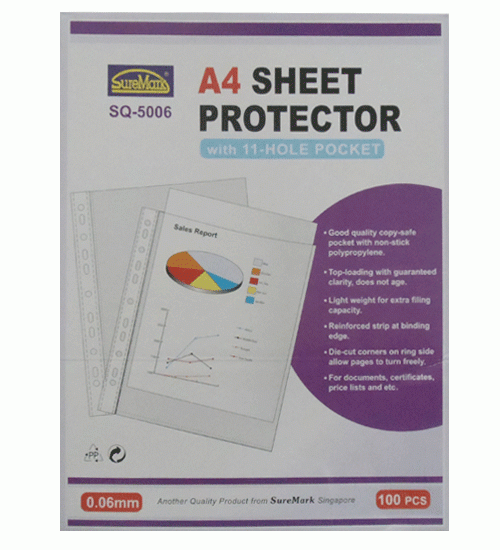 SureMark®
SQ-5006
A4 SHEET
PROTECTOR
with 11-HOLE POCKET
Sales Report
• Good quality copy-safe
pocket with non-stick
polypropylene.
• Top-loading with guaranteed
clarity, does not age.
• Light weight for extra filing
capacity.
• Reinforced strip at binding
edge.
• Die-cut corners on ring side
allow pages to turn freely.
• For documents, certificates,
price lists and etc.
PP
0.06mm
Another Quality Product from SureMark Singapore
100 PCS